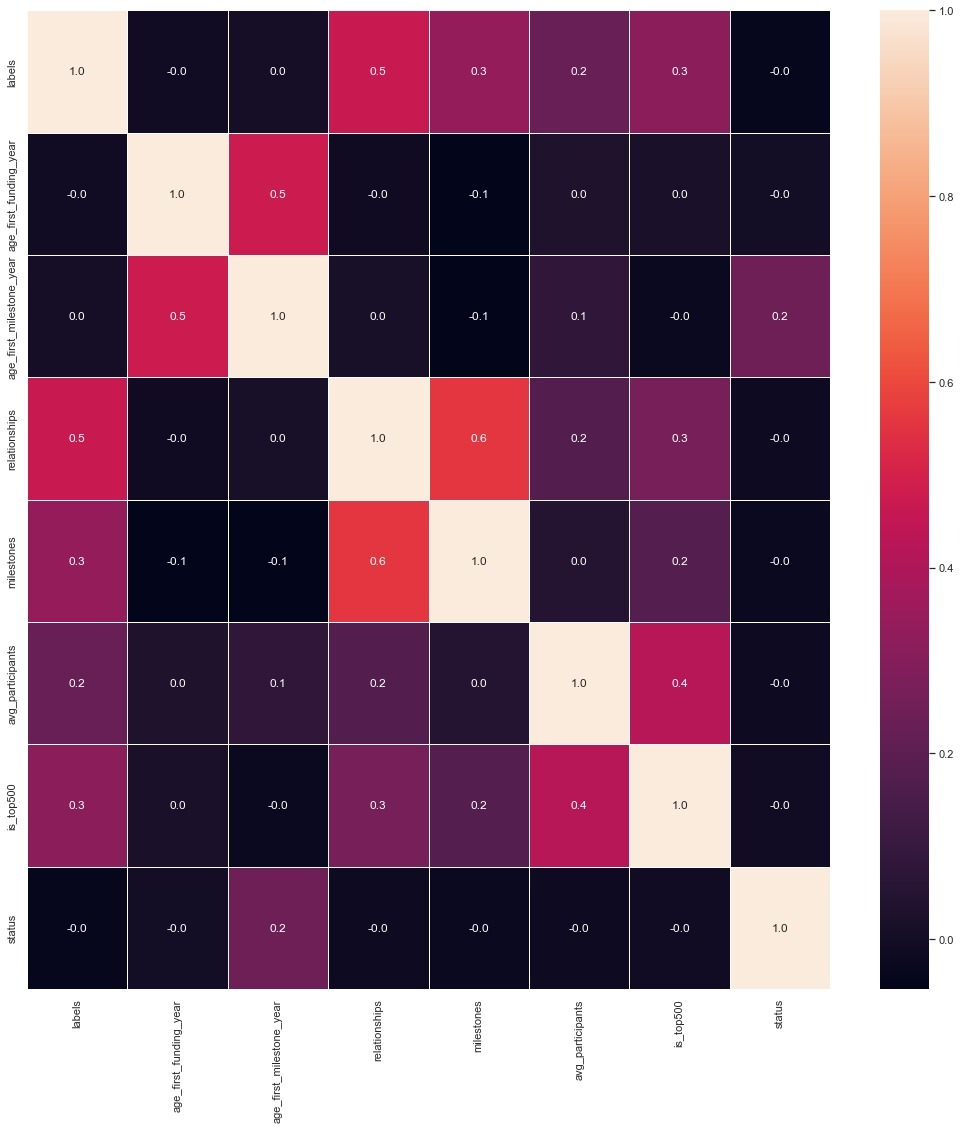 1.0
labels 1.0 -0.0 0.0 0.5 0.3 0.2 0.3 -0.0
age_first_funding_year -0.0 1.0 0.5 -0.0 -0.1 0.0 0.0 -0.0
0.8
age_first_milestone_year 0.0 0.5 1.0 0.0 -0.1 0.1 -0.0 0.2
0.6
relationships 0.5 -0.0 0.0 1.0 0.6 0.2 0.3 -0.0
milestones 0.3 -0.1 -0.1 0.6 1.0 0.0 0.2 -0.0
0.4
avg_participants 0.2 0.0 0.1 0.2 0.0 1.0 0.4 -0.0
0.2
is_top500 0.3 0.0 -0.0 0.3 0.2 0.4 1.0 -0.0
status -0.0 -0.0 0.2 -0.0 -0.0 -0.0 -0.0 1.0
0.0
labels age_first_funding_year age_first_milestone_year relationships milestones avg_participants is_top500 status